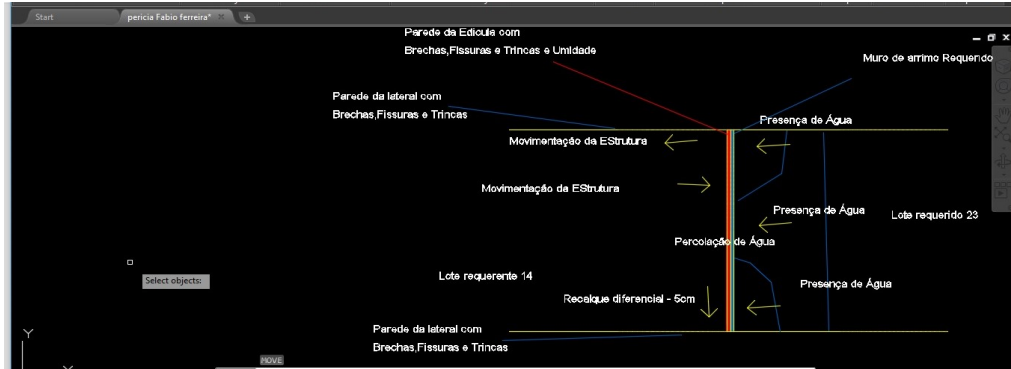 Start
pericia Fabio ferreira*
Parede da Edicula com
Brechas,Fissuras e Trincas e Umidade
Muro de arrimo Requerido
Parede da lateral com
Brechas,Fissuras e Trincas
Presença de Água
Movimentação da EStrutura
Movimentação da EStrutura
Presença de Água
Lote requerido 23
Percolação de Água
Lote requerente 14
Select objects:
Presença de Água
Recalque diferencial - 5cm
Parede da lateral com
Brechas,Fissuras e Trincas
Y
MOVE